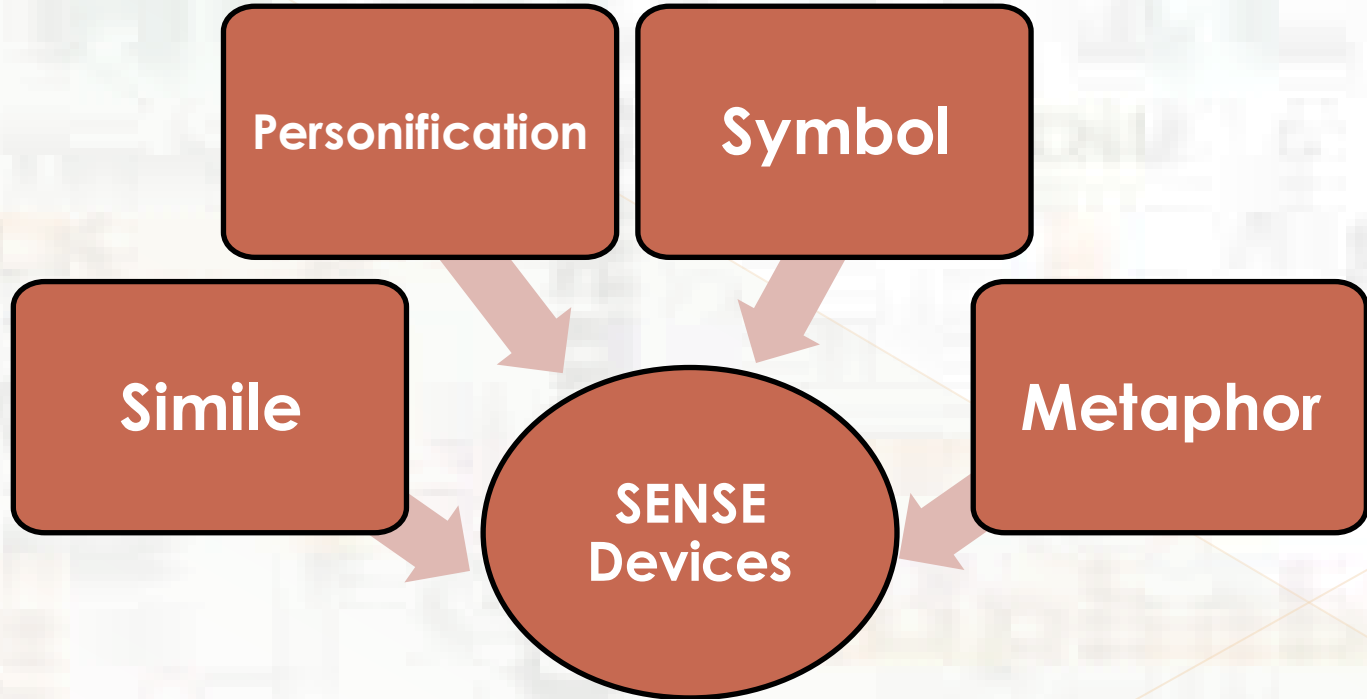 Personification
Symbol
Simile
Metaphor
SENSE
Devices